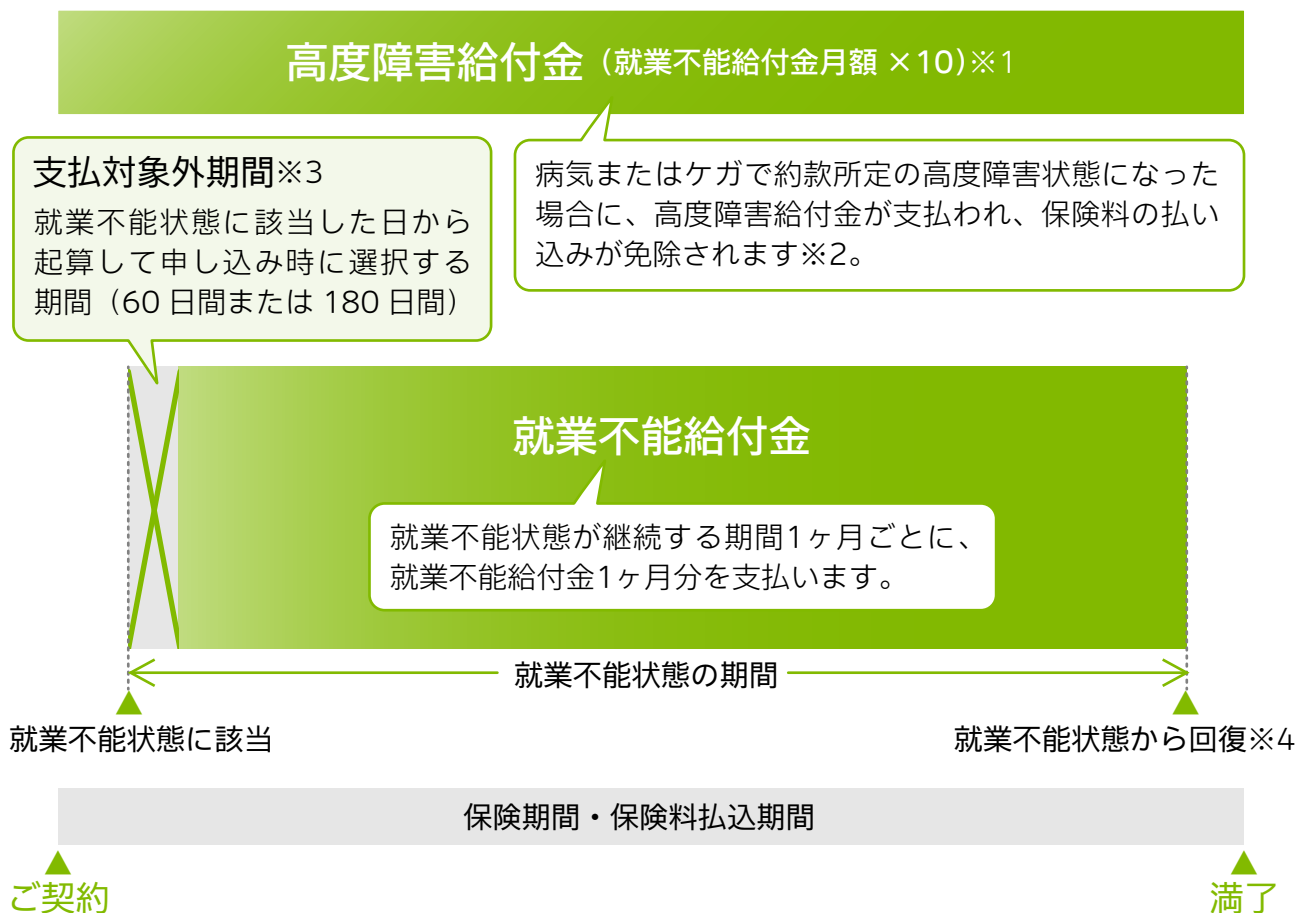 高度障害給付金(就業不能給付金月額 ×10)※1
支払対象外期間※3
就業不能状態に該当した日から
起算して申し込み時に選択する
期間(60 日間または 180 日間)
病気またはケガで約款所定の高度障害状態になった
場合に、高度障害給付金が支払われ、保険料の払い
込みが免除されます※2。
就業不能給付金
就業不能状態が継続する期間1ヶ月ごとに、
就業不能給付金1ヶ月分を支払います。
就業不能状態の期間
就業不能状態に該当
就業不能状態から回復※4
保険期間・保険料払込期間
ご契約
満了